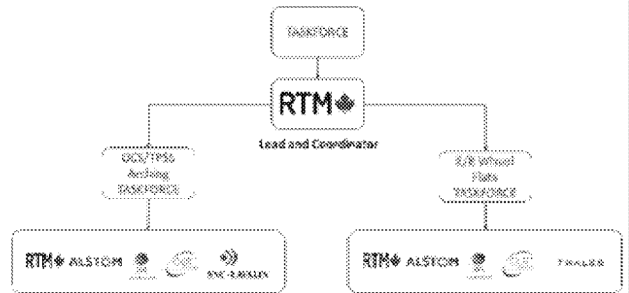 TASKFORCE
RTM
Lead and Coordinator
OCS/TPSS
Arching
TASKFORCE
E/B Wheel
Flats
TASKFORCE
RTM ALSTOM
SNC-LAVALIN
RTM ALSTOM
THALES